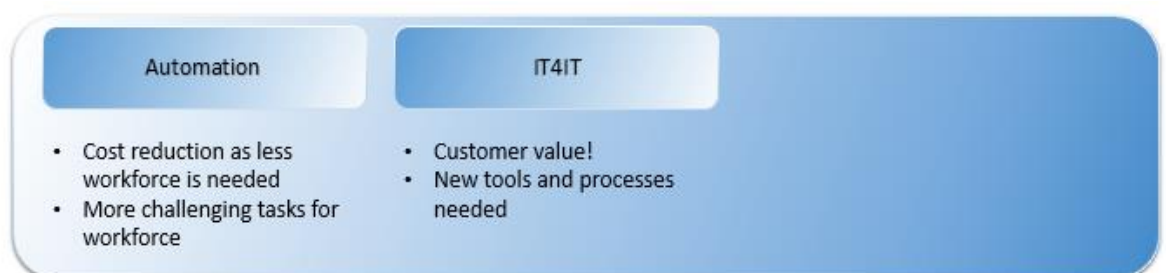 Automation
IT4IT
• Cost reduction as less
workforce is needed
• More challenging tasks for
workforce
• Customer value!
• New tools and processes
needed